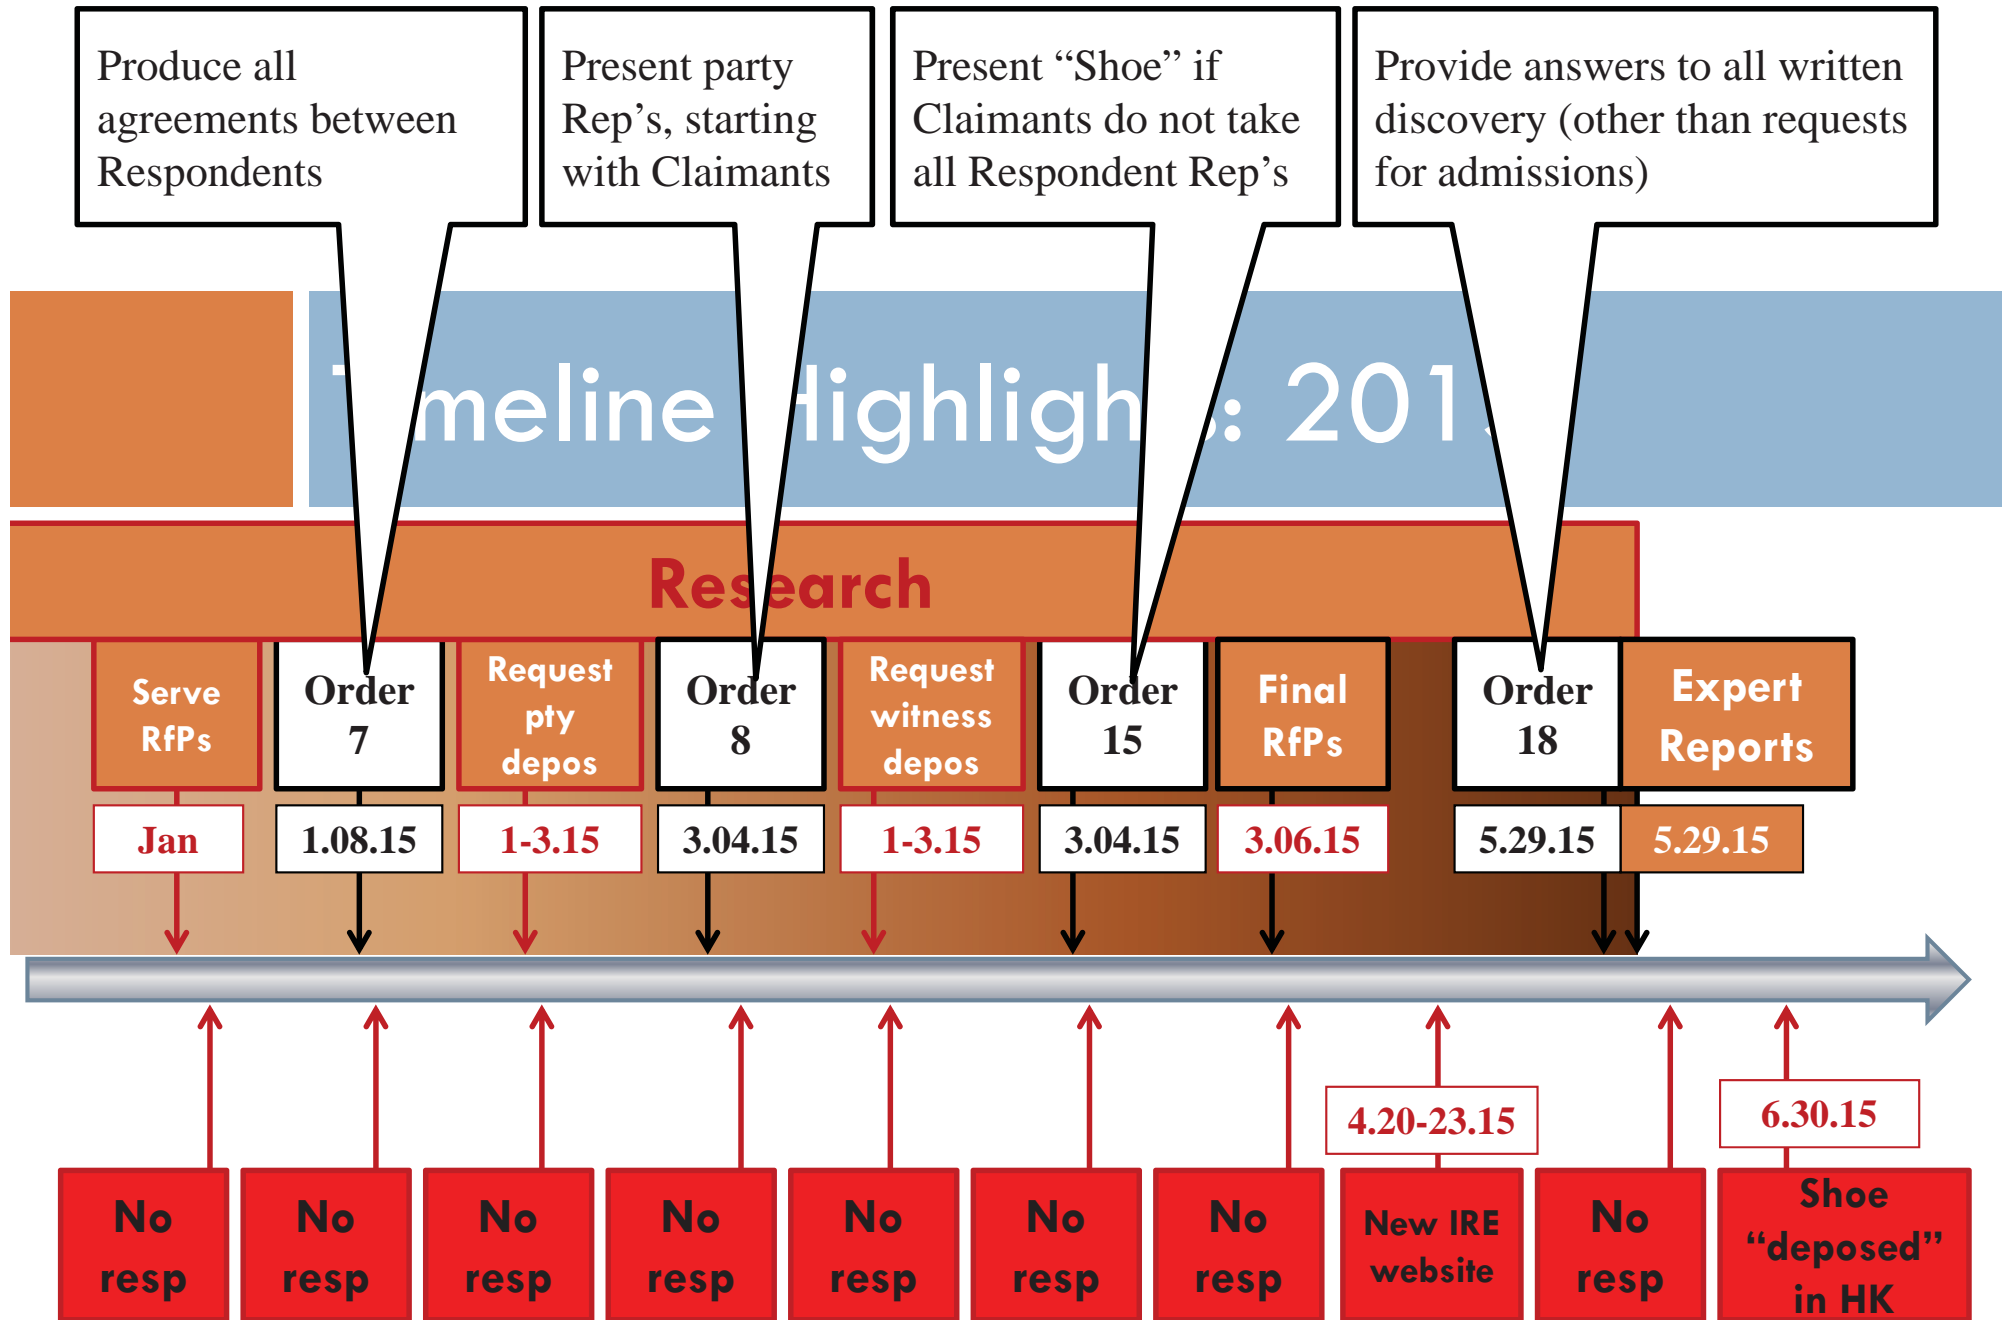 Produce all
agreements between
Respondents
Present party
Rep’s, starting
with Claimants
Present “Shoe” if
Claimants do not take
all Respondent Rep’s
Provide answers to all written
discovery (other than requests
for admissions)
Timeline Highlights: 2015
Research
Serve
RfPs
Order
7
Request
pty
depos
Order
8
Request
witness
depos
Order
15
Final
RfPs
Order
18
Expert
Reports
Jan
1.08.15
1-3.15
3.04.15
1-3.15
3.04.15
3.06.15
5.29.15
5.29.15
4.20-23.15
6.30.15
No
resp
No
resp
No
resp
No
resp
No
resp
No
resp
No
resp
New IRE
website
No
resp
Shoe
“deposed”
in HK